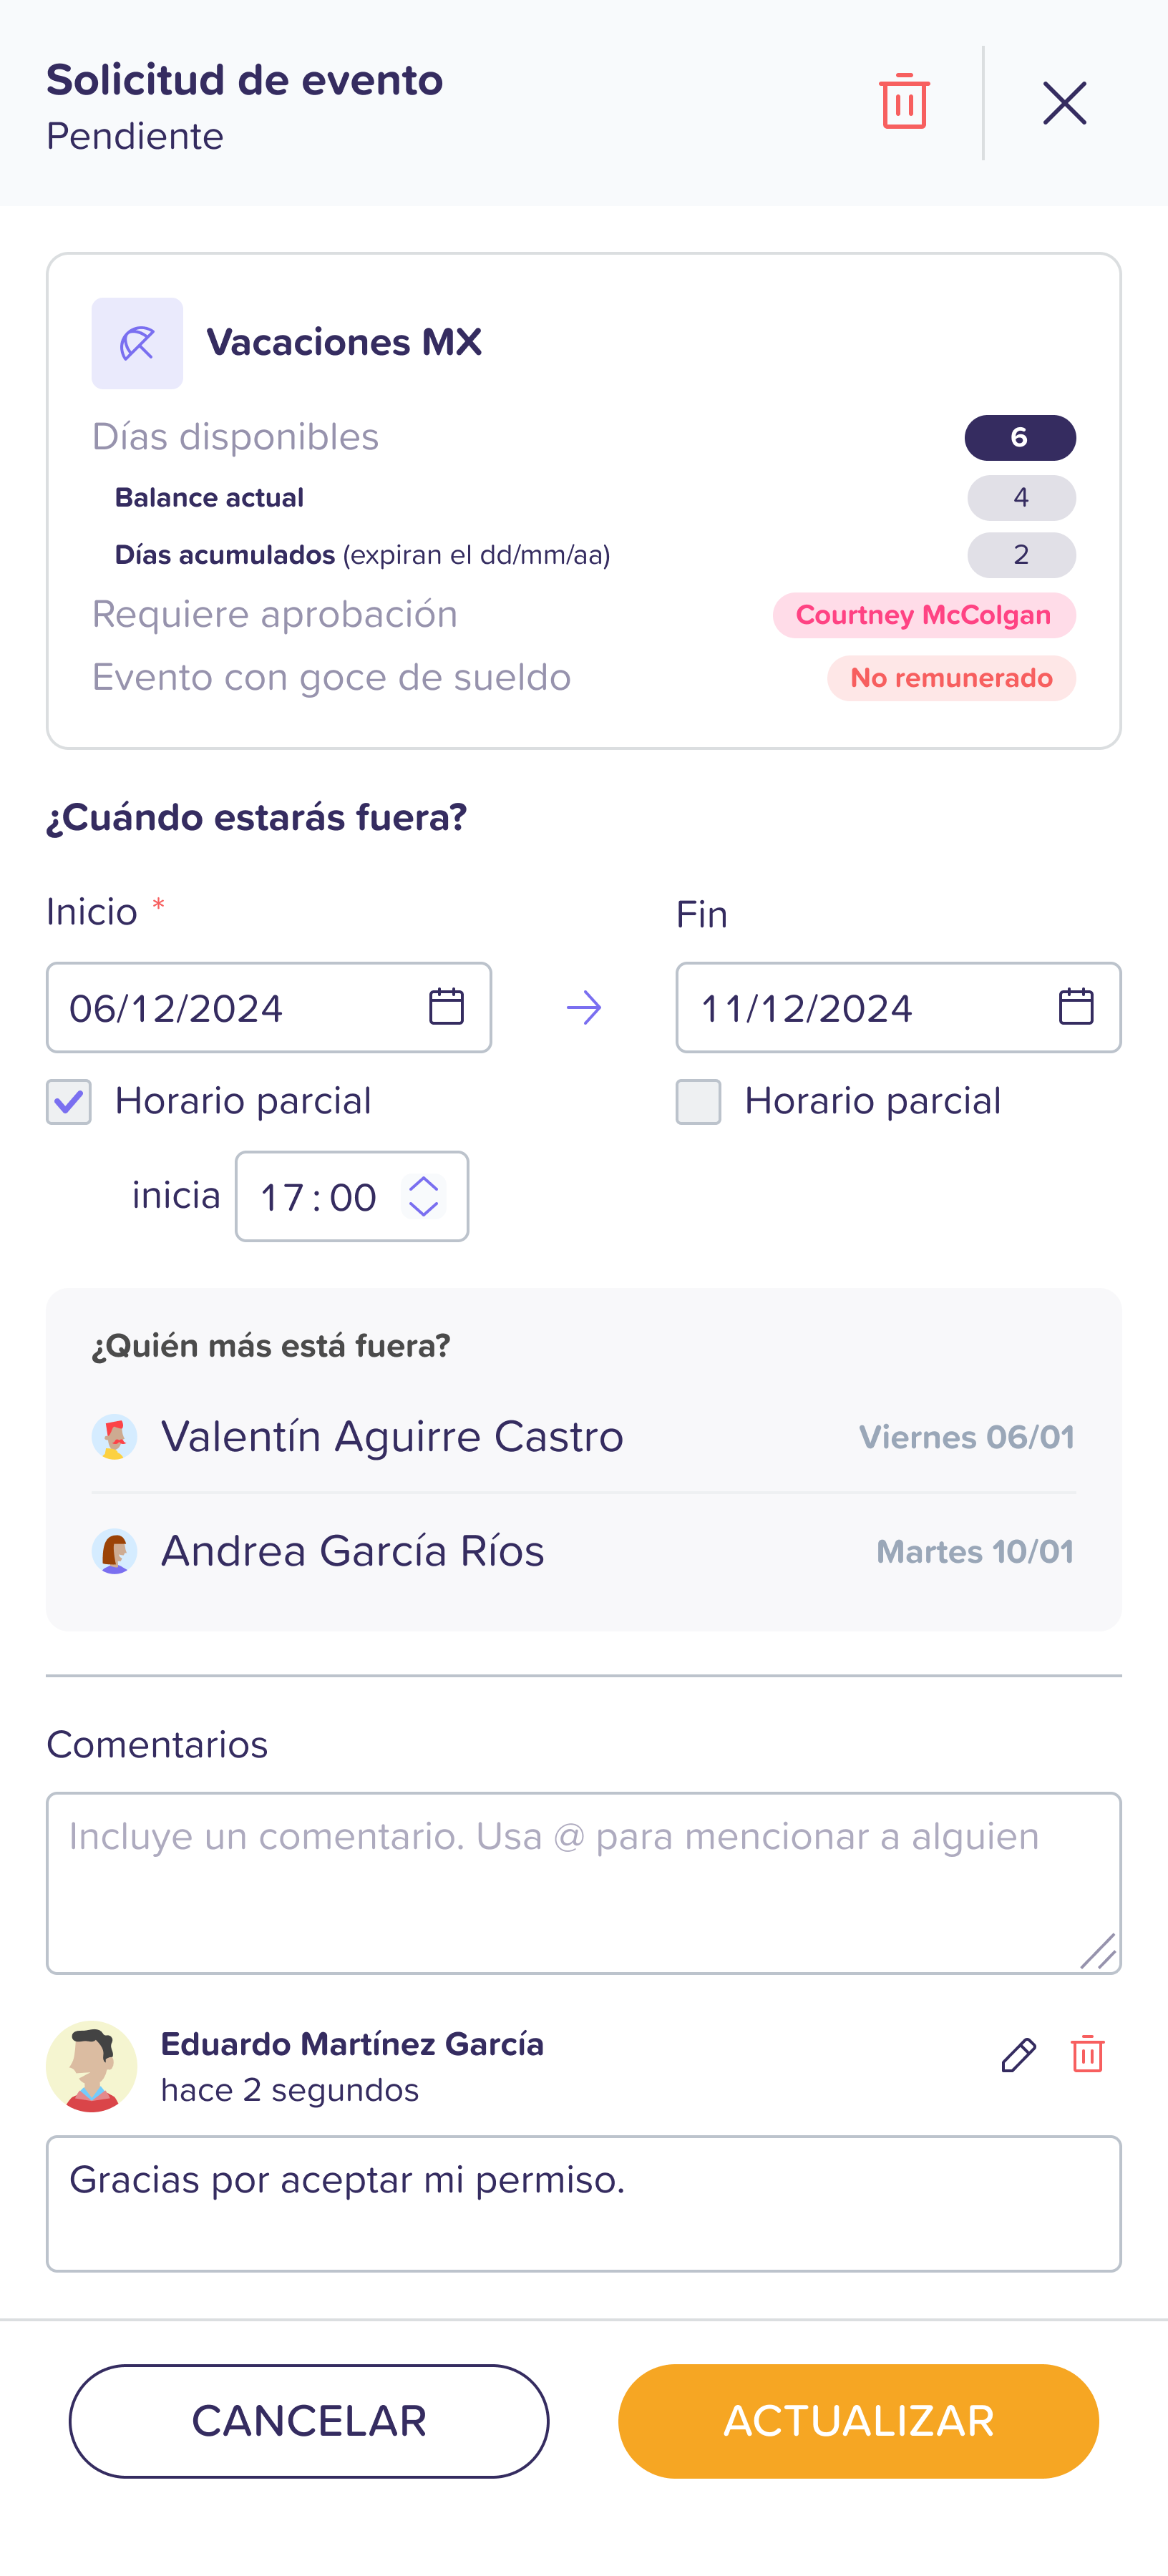 Solicitud de evento
Pendiente
Vacaciones MX
Días disponibles 6
Balance actual 4
Días acumulados (expiran el dd/mm/aa) 2
Requiere aprobación Courtney McColgan
Evento con goce de sueldo No remunerado
¿Cuándo estarás fuera?
Inicio * Fin
06/12/2024 11/12/2024
Horario parcial Horario parcial
inicia 17:00
¿Quién más está fuera?
Valentín Aguirre Castro Viernes 06/01
Andrea García Ríos Martes 10/01
Comentarios
Incluye un comentario. Usa @ para mencionar a alguien
Eduardo Martínez García
hace 2 segundos
Gracias por aceptar mi permiso.
CANCELAR ACTUALIZAR